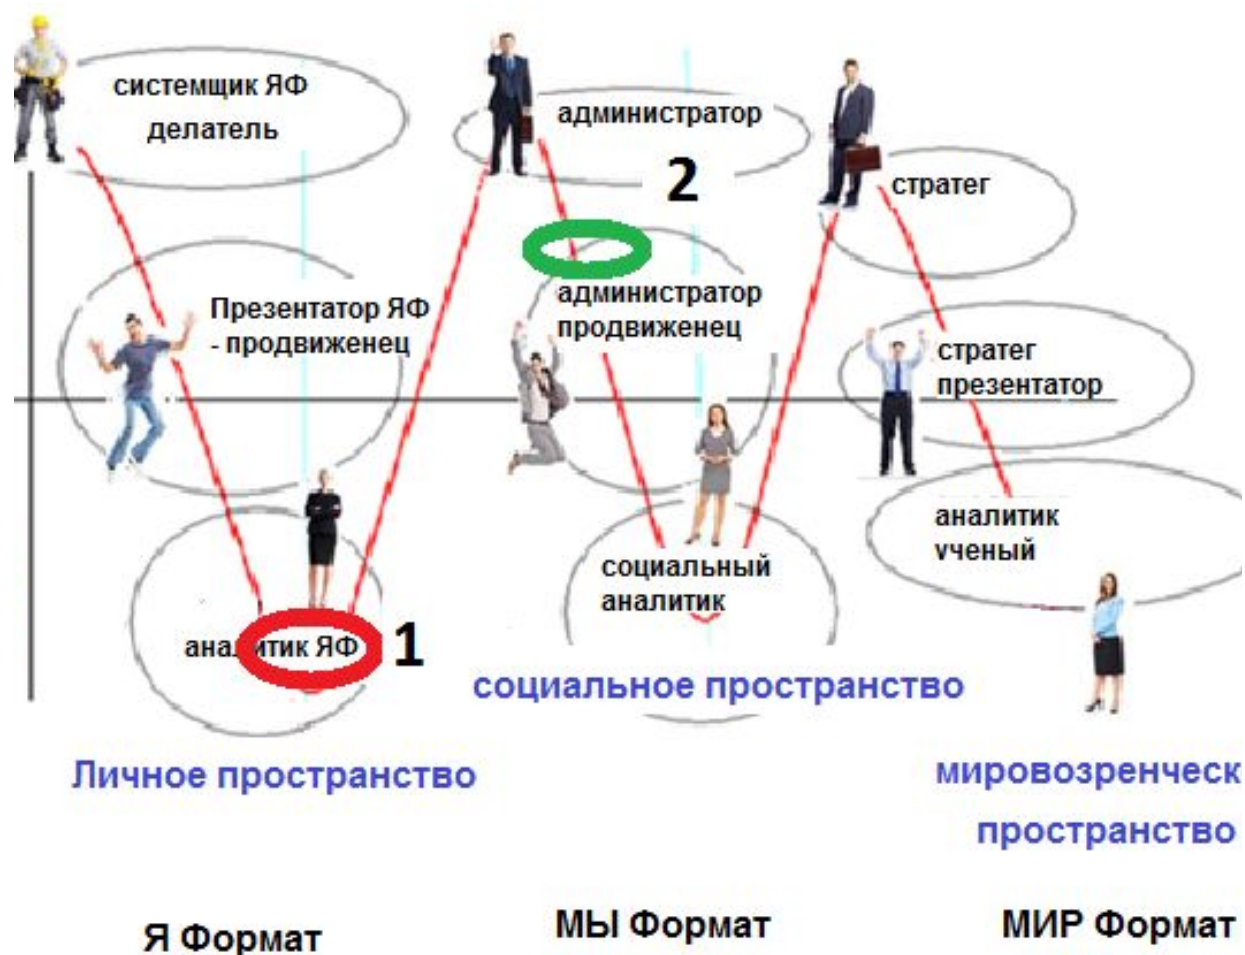 системщик ЯФ
делатель
администратор
2
стратег
Презентатор ЯФ
- продвиженец
администратор
продвиженец
стратег
презентатор
аналитик ЯФ
1
социальный
аналитик
аналитик
ученый
социальное пространство
Личное пространство
мировозренческ
пространство
Я Формат
МЫ Формат
МИР Формат